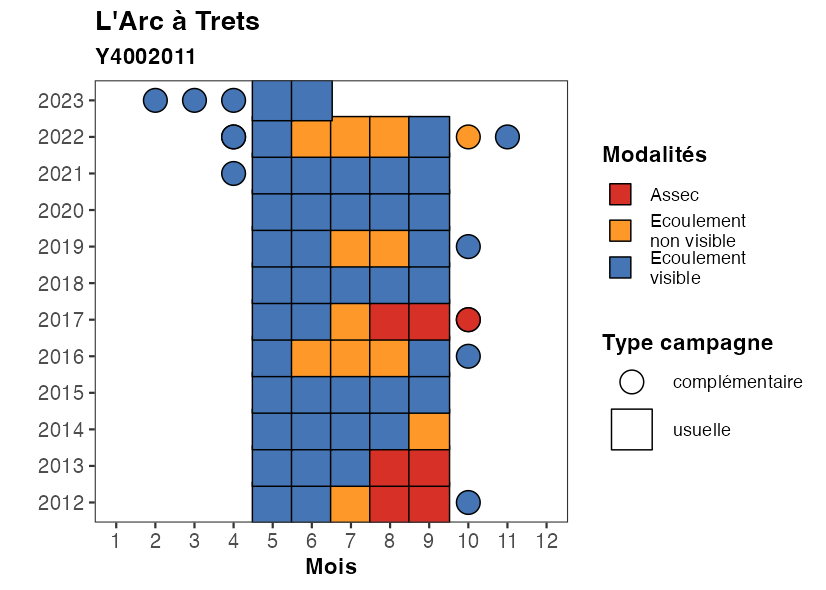 L'Arc à Trets
Y4002011
2023
2022
2021
2020
2019
2018
2017
2016
2015
2014
2013
2012
1 2 3 4 5 6 7 8 9 10 11 12
Mois
Modalités
Assec
Ecoulement
non visible
Ecoulement
visible
Type campagne
complémentaire
usuelle